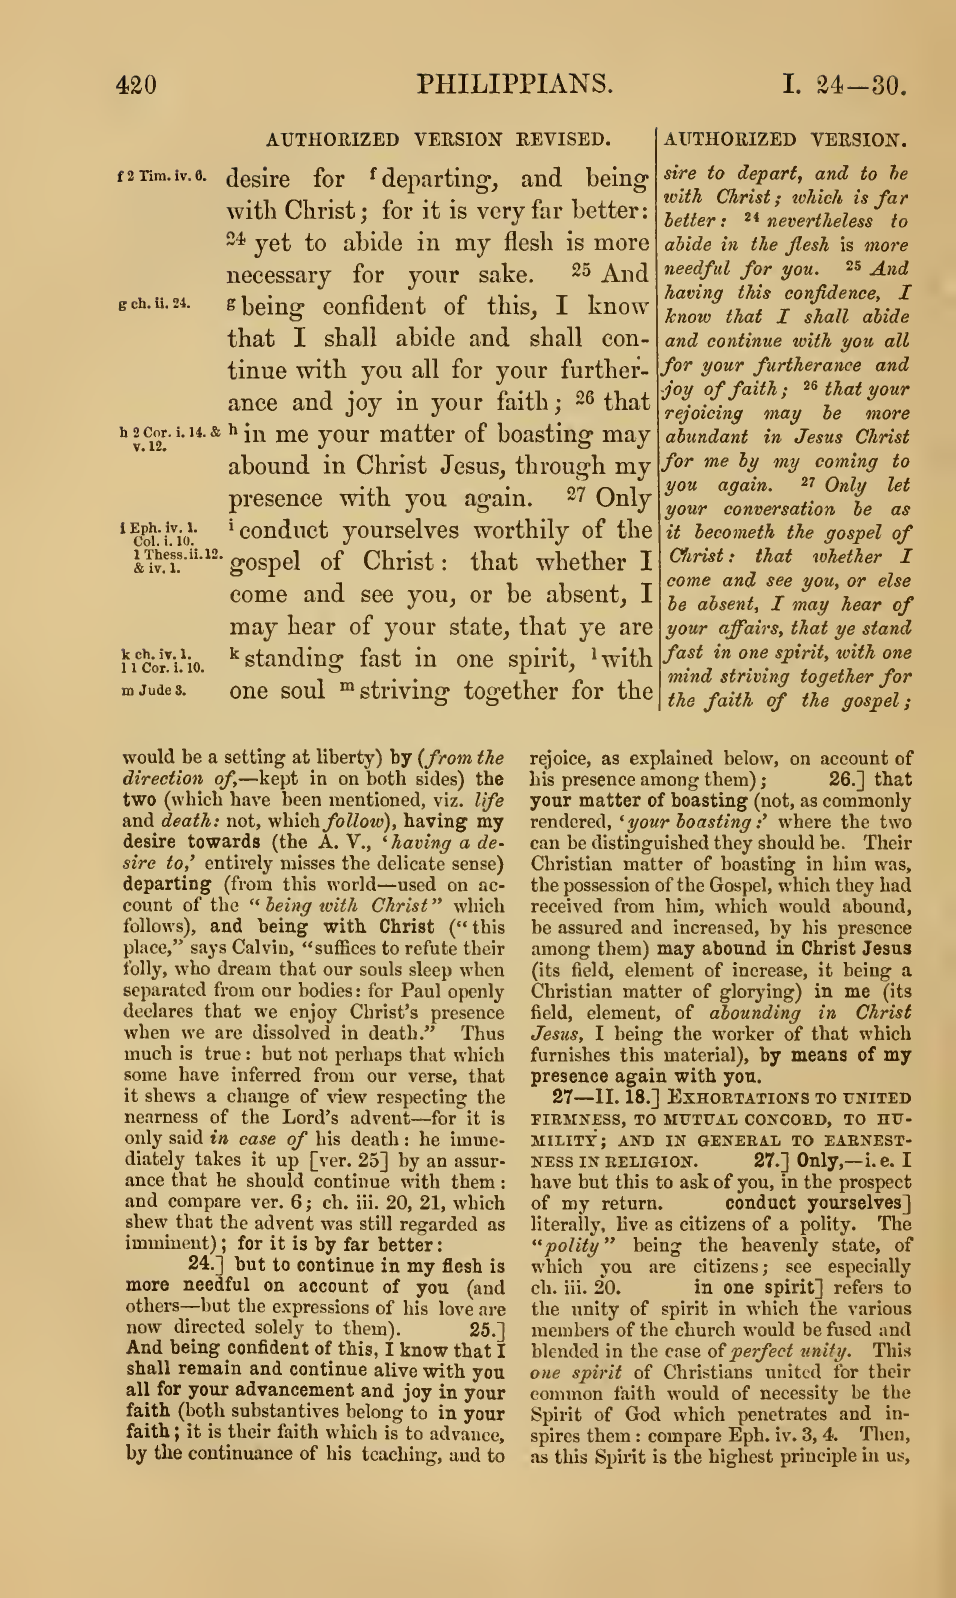 420 PHILIPPIANS. I. 24—30.
AUTHORIZED VERSION REVISED.
f 2 Tim. iv. 6.
desire for f departing, and being
with Christ; for it is very far better:
24 yet to abide in my flesh is more
necessary for your sake. 25 And
g ch. ii. 24.
g being confident of this, I know
that I shall abide and shall con-
tinue with you all for your further-
ance and joy in your faith; 26 that
h 2 Cor. i. 14. &
v. 12.
h in me your matter of boasting may
abound in Christ Jesus, through my
presence with you again. 27 Only
i Eph. iv. 1.
Col. i. 10.
1 Thess. ii. 12.
& iv. 1.
i conduct yourselves worthily of the
gospel of Christ: that whether I
come and see you, or be absent, I
may hear of your state, that ye are
k ch. iv. 1.
l 1 Cor. i. 10.
k standing fast in one spirit, l with
m Jude 3.
one soul m striving together for the
AUTHORIZED VERSION.
sire to depart, and to be
with Christ; which is far
better: 24 nevertheless to
abide in the flesh is more
needful for you. 25 And
having this confidence, I
know that I shall abide
and continue with you all
for your furtherance and
joy of faith; 26 that your
rejoicing may be more
abundant in Jesus Christ
for me by my coming to
you again. 27 Only let
your conversation be as
it becometh the gospel of
Christ: that whether I
come and see you, or else
be absent, I may hear of
your affairs, that ye stand
fast in one spirit, with one
mind striving together for
the faith of the gospel;
would be a setting at liberty) by (from the
direction of,—kept in on both sides) the
two (which have been mentioned, viz. life
and death: not, which follow), having my
desire towards (the A. V., ‘having a de-
sire to,’ entirely misses the delicate sense)
departing (from this world—used on ac-
count of the “being with Christ” which
follows), and being with Christ (“this
place,” says Calvin, “suffices to refute their
folly, who dream that our souls sleep when
separated from our bodies: for Paul openly
declares that we enjoy Christ's presence
when we are dissolved in death.” Thus
much is true: but not perhaps that which
some have inferred from our verse, that
it shews a change of view respecting the
nearness of the Lord's advent—for it is
only said in case of his death: he imme-
diately takes it up [ver. 25] by an assur-
ance that he should continue with them:
and compare ver. 6; ch. iii. 20, 21, which
shew that the advent was still regarded as
imminent); for it is by far better:
24.] but to continue in my flesh is
more needful on account of you (and
others—but the expressions of his love are
now directed solely to them). 25.]
And being confident of this, I know that I
shall remain and continue alive with you
all for your advancement and joy in your
faith (both substantives belong to in your
faith; it is their faith which is to advance,
by the continuance of his teaching, and to
rejoice, as explained below, on account of
his presence among them); 26.] that
your matter of boasting (not, as commonly
rendered, ‘your boasting:’ where the two
can be distinguished they should be. Their
Christian matter of boasting in him was,
the possession of the Gospel, which they had
received from him, which would abound,
be assured and increased, by his presence
among them) may abound in Christ Jesus
(its field, element of increase, it being a
Christian matter of glorying) in me (its
field, element, of abounding in Christ
Jesus, I being the worker of that which
furnishes this material), by means of my
presence again with you.
27—II. 18.] EXHORTATIONS TO UNITED
FIRMNESS, TO MUTUAL CONCORD, TO HU-
MILITY; AND IN GENERAL TO EARNEST-
NESS IN RELIGION. 27.] Only,—i. e. I
have but this to ask of you, in the prospect
of my return. conduct yourselves]
literally, live as citizens of a polity. The
“polity” being the heavenly state, of
which you are citizens; see especially
ch. iii. 20. in one spirit] refers to
the unity of spirit in which the various
members of the church would be fused and
blended in the case of perfect unity. This
one spirit of Christians united for their
common faith would of necessity be the
Spirit of God which penetrates and in-
spires them: compare Eph. iv. 3, 4. Then,
as this Spirit is the highest principle in us,